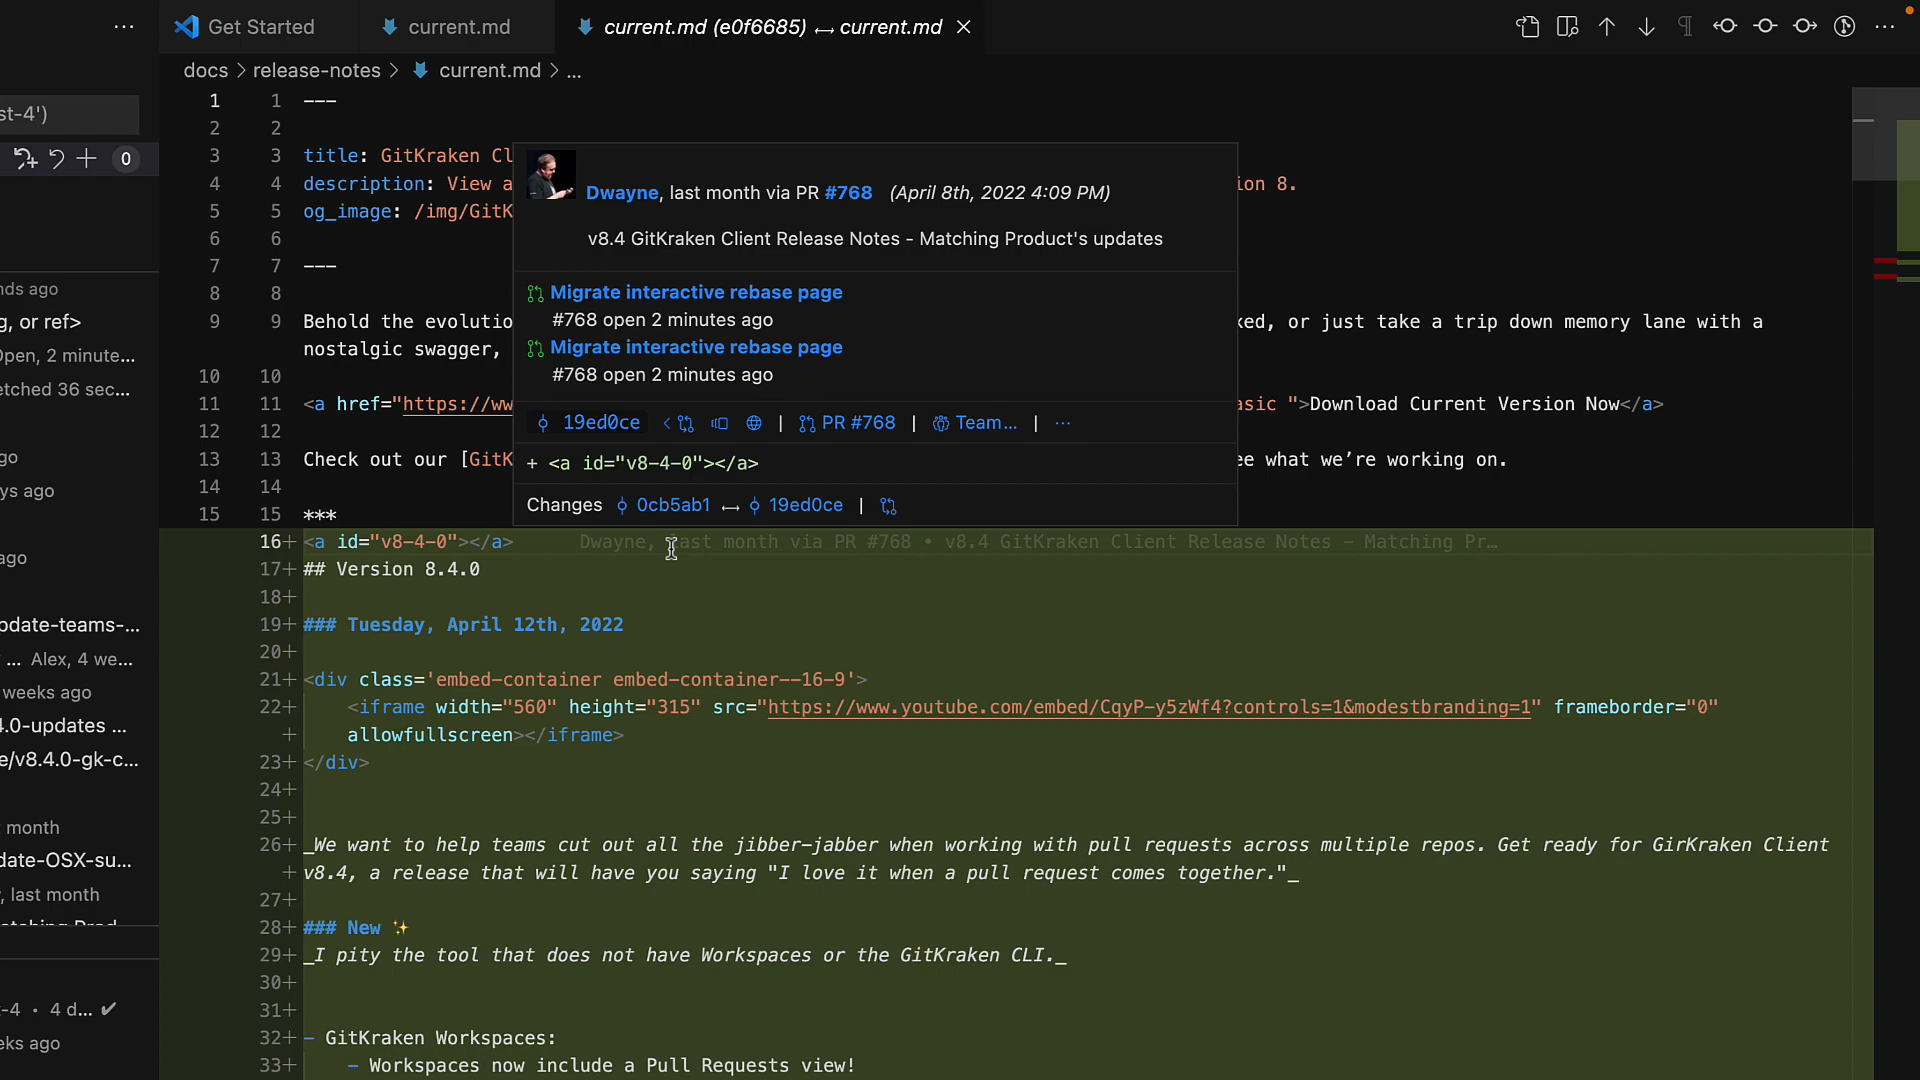 Get Started
current.md
current.md (e0f6685) ↔ current.md
docs > release-notes > current.md > ...
st-4')
0
nds ago
g, or ref>
Open, 2 minute...
etched 36 sec...
go
ys ago
ago
pdate-teams-...
... Alex, 4 we...
weeks ago
4.0-updates ...
e/v8.4.0-gk-c...
month
date-OSX-su...
, last month
-4 • 4 d... ✔
eks ago
1 1 ---
2 2
3 3 title: GitKraken Cl
4 4 description: View a ion 8.
5 5 og_image: /img/GitK
6 6
7 7 ---
8 8
9 9 Behold the evolutio xed, or just take a trip down memory lane with a
nostalgic swagger,
10 10
11 11 <a href="https://ww asic ">Download Current Version Now</a>
12 12
13 13 Check out our [GitK ee what we're working on.
14 14
15 15 ***
Dwayne, last month via PR #768 (April 8th, 2022 4:09 PM)
v8.4 GitKraken Client Release Notes - Matching Product's updates
Migrate interactive rebase page
#768 open 2 minutes ago
Migrate interactive rebase page
#768 open 2 minutes ago
19ed0ce | PR #768 | Team... | ...
+ <a id="v8-4-0"></a>
Changes 0cb5ab1 ↔ 19ed0ce |
16+ <a id="v8-4-0"></a> Dwayne, last month via PR #768 • v8.4 GitKraken Client Release Notes - Matching Pr...
17+ ## Version 8.4.0
18+
19+ ### Tuesday, April 12th, 2022
20+
21+ <div class='embed-container embed-container--16-9'>
22+ <iframe width="560" height="315" src="https://www.youtube.com/embed/CqyP-y5zWf4?controls=1&modestbranding=1" frameborder="0"
+ allowfullscreen></iframe>
23+ </div>
24+
25+
26+ _We want to help teams cut out all the jibber-jabber when working with pull requests across multiple repos. Get ready for GirKraken Client
+ v8.4, a release that will have you saying "I love it when a pull request comes together."_
27+
28+ ### New ✨
29+ _I pity the tool that does not have Workspaces or the GitKraken CLI._
30+
31+
32+ - GitKraken Workspaces:
33+ - Workspaces now include a Pull Requests view!